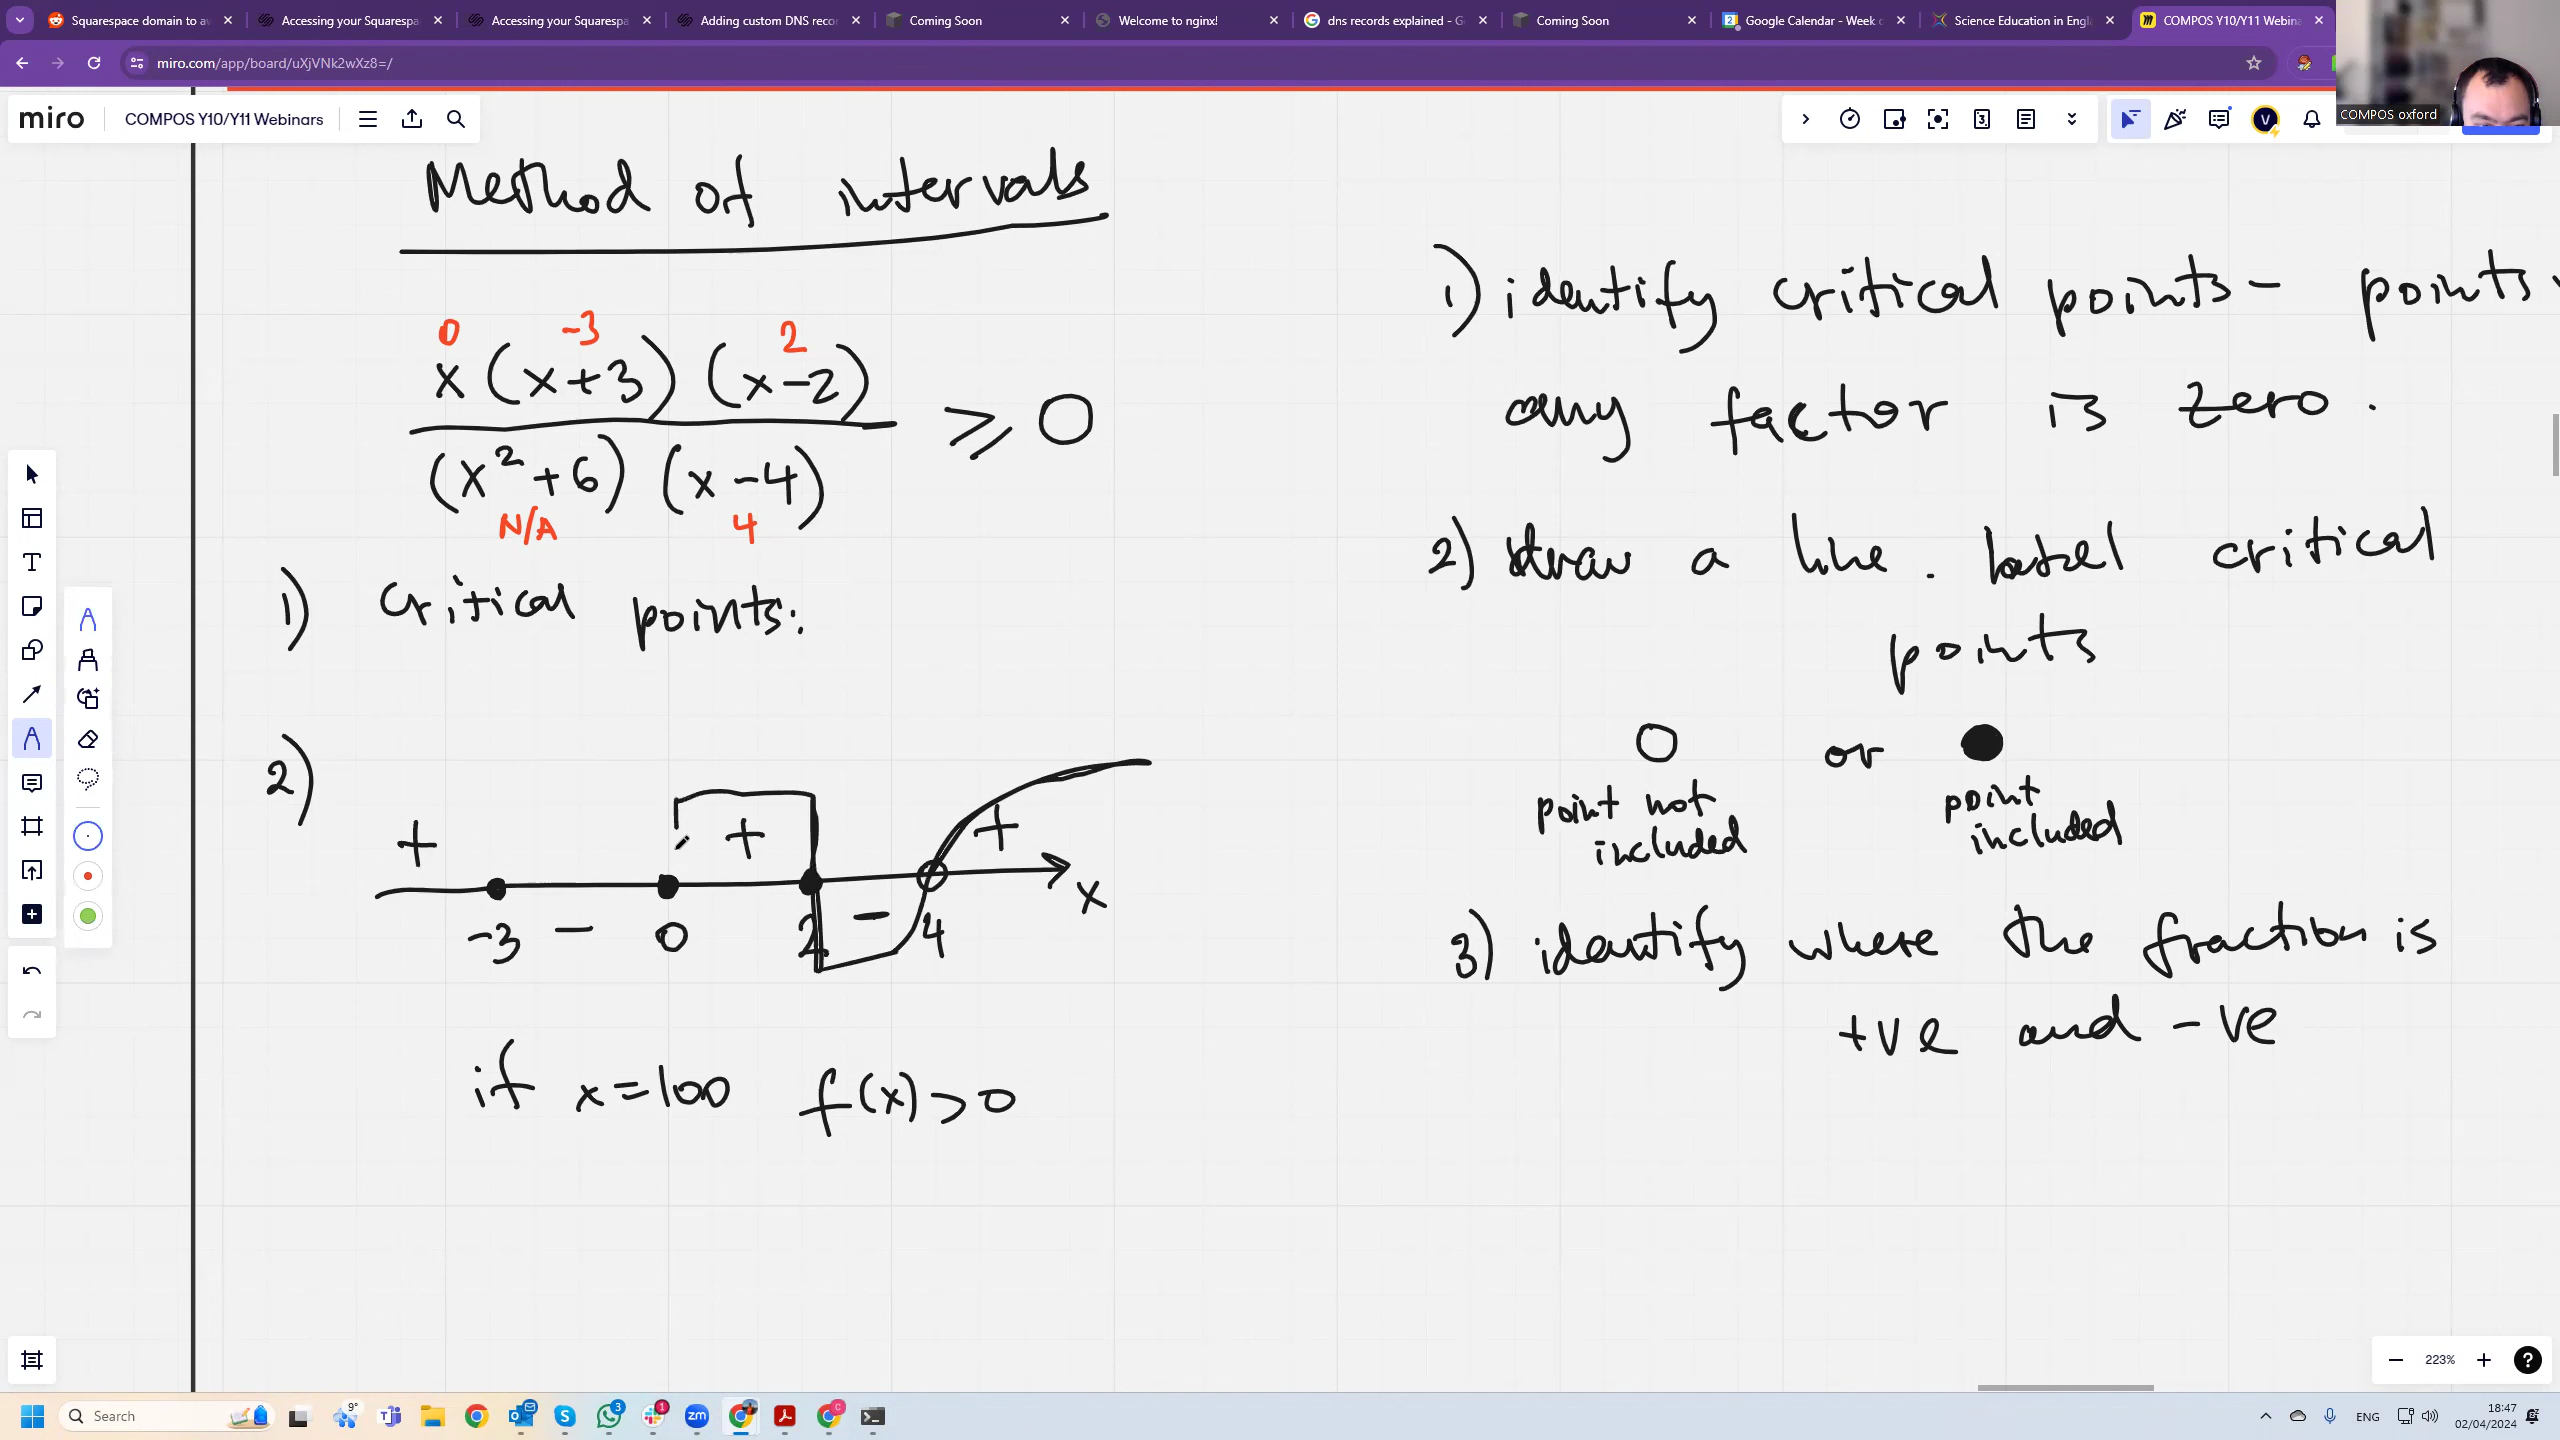 Squarespace domain to av
Accessing your Squarespa
Accessing your Squarespa
Adding custom DNS recor
Coming Soon
Welcome to nginx!
dns records explained - G
Coming Soon
Google Calendar - Week o
Science Education in Engl
COMPOS Y10/Y11 Webina
miro.com/app/board/uXjVNk2wXz8=/
miro
COMPOS Y10/Y11 Webinars
COMPOS oxford
Method of intervals
0 -3 2
x (x+3) (x-2)
(x²+6) (x-4)
≥ 0
N/A 4
1) critical points:
2)
+ - + - +
-3 0 2 4 x
if x=100 f(x) > 0
1) identify critical points - points
any factor is zero.
2) draw a line. label critical
points
or
point not
included
point
included
3) identify where the fraction is
+ve and -ve
223%
Search
9°
3
1
ENG
18:47
02/04/2024